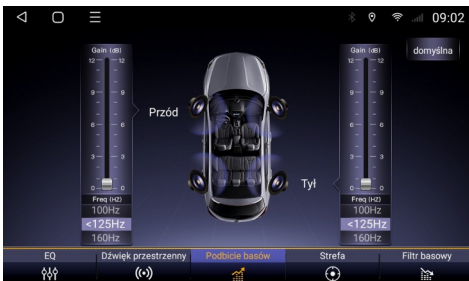 09:02
Gain (dB)
12 12
9 9
6 6
3 3
0 0
Freq (HZ)
100Hz
<125Hz
160Hz
Przód
Tył
Gain (dB)
12 12
9 9
6 6
3 3
0 0
Freq (HZ)
100Hz
<125Hz
160Hz
domyślna
EQ
Dźwięk przestrzenny
Podbicie basów
Strefa
Filtr basowy